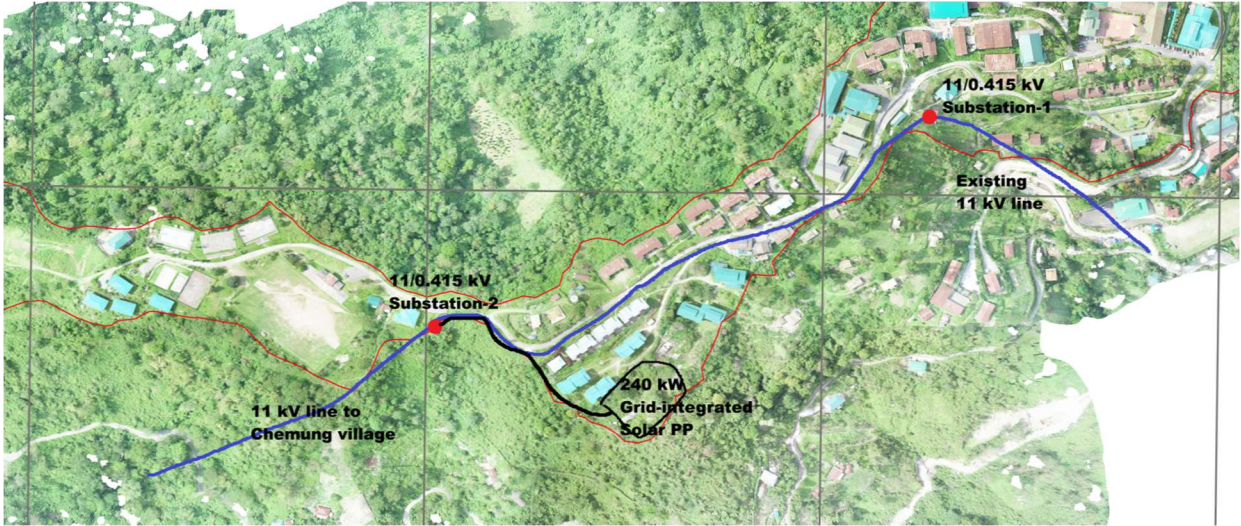 11/0.415 kV
Substation-1
Existing
11 kV line
11/0.415 kV
Substation-2
240 kW
Grid-integrated
Solar PP
11 kV line to
Chemung village